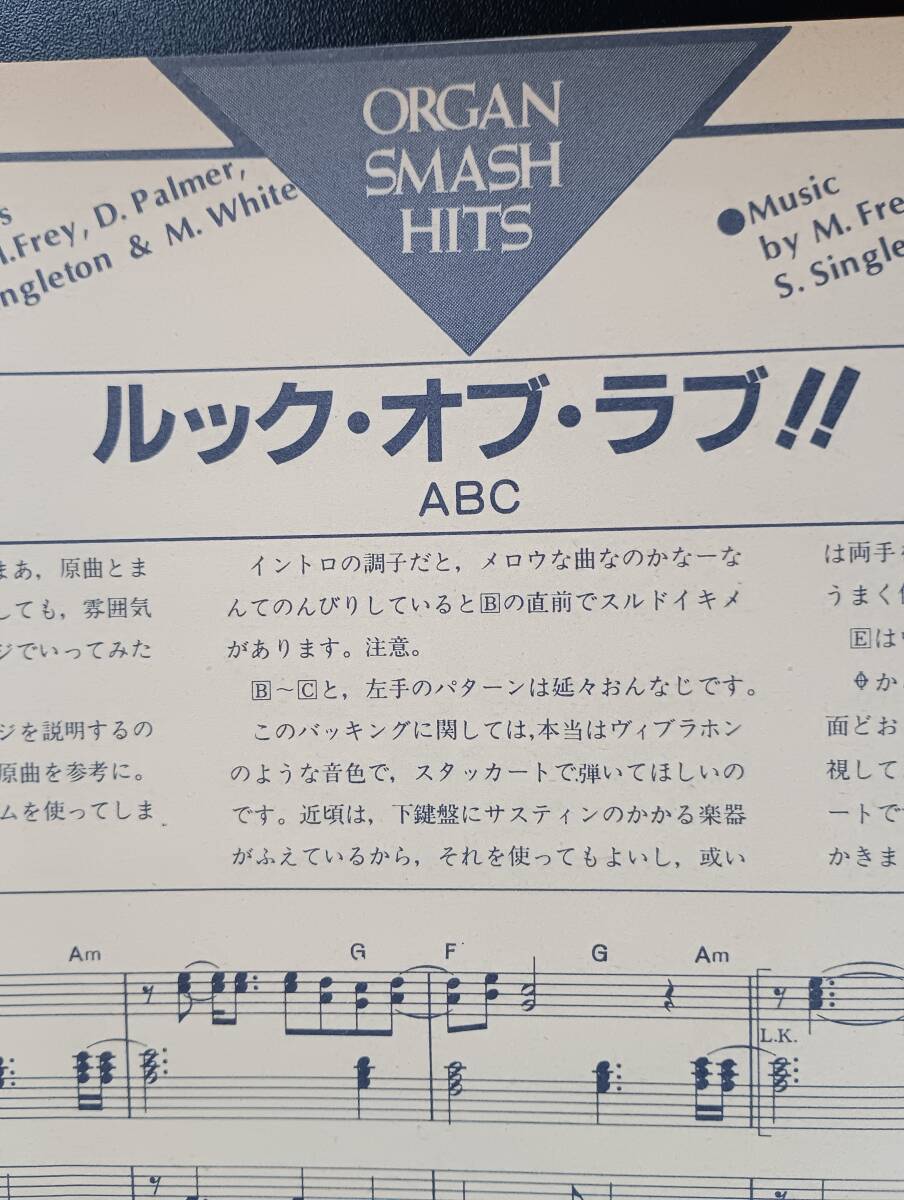 ORGAN
SMASH
HITS
Frey, D. Palmer,
& M. White
●Music
by M.
S.
ルック・オブ・ラブ!!
ABC
まあ，原曲とま
しても，雰囲気
ジでいってみた
ジを説明するの
原曲を参考に。
ムを使ってしま
イントロの調子だと，メロウな曲なのかなーな
んてのんびりしているとBの直前でスルドイキメ
があります。注意。
B〜Cと，左手のパターンは延々おんなじです。
このバッキングに関しては，本当はヴィブラホン
のような音色で，スタッカートで弾いてほしいの
です。近頃は，下鍵盤にサスティンのかかる楽器
がふえているから，それを使ってもよいし，或い
は両手
うまく
Eは
か
面どお
視して
ートで
かきま
Am G F G Am
L.K.